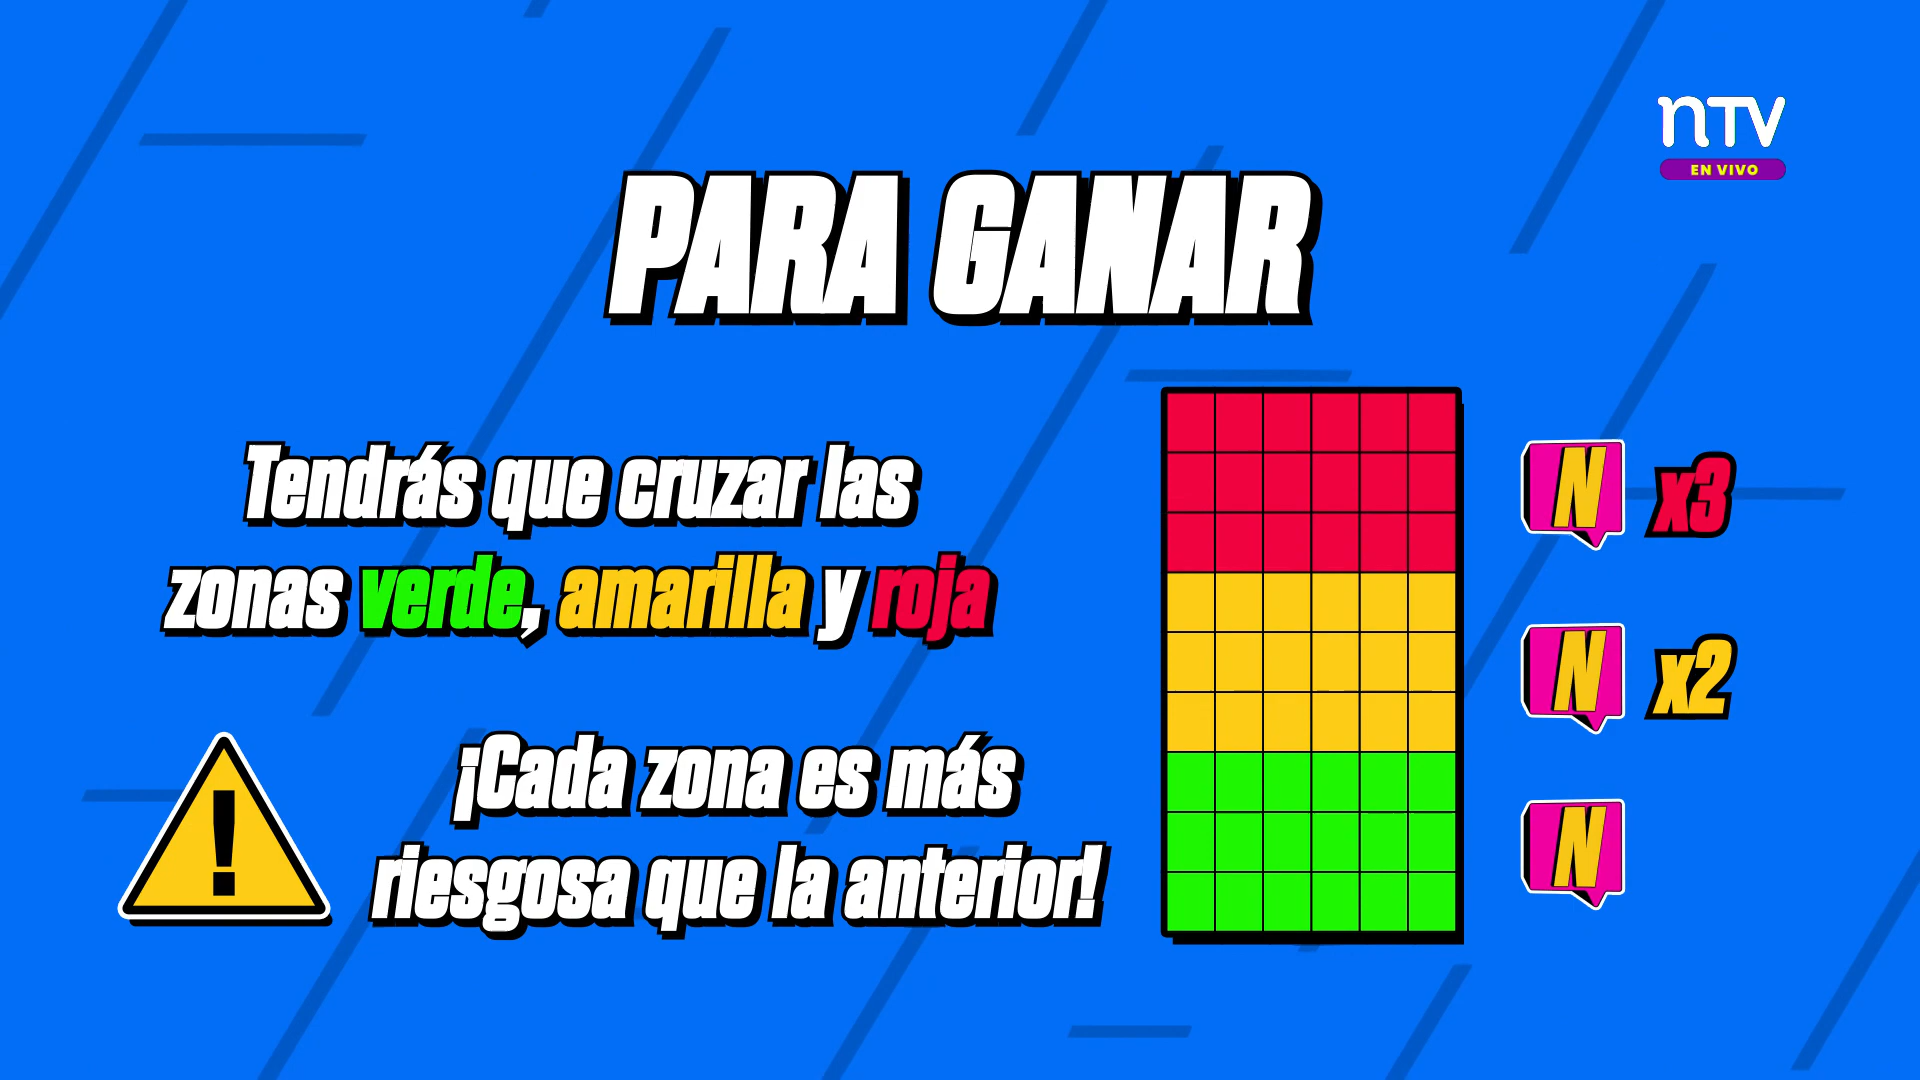 nTV
EN VIVO
PARA GANAR
Tendrás que cruzar las
zonas verde, amarilla y roja
¡Cada zona es más
riesgosa que la anterior!
!
N x3
N x2
N